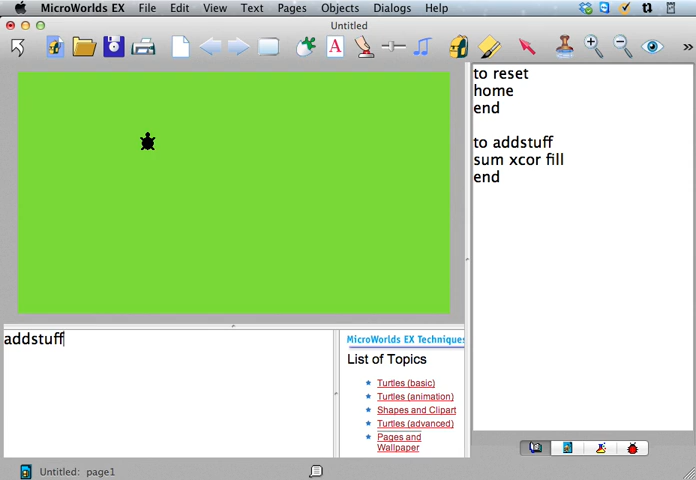 MicroWorlds EX File Edit View Text Pages Objects Dialogs Help
Untitled
A
to reset
home
end
to addstuff
sum xcor fill
end
addstuff
MicroWorlds EX Techniques
List of Topics
Turtles (basic)
Turtles (animation)
Shapes and Clipart
Turtles (advanced)
Pages and
Wallpaper
Untitled: page1